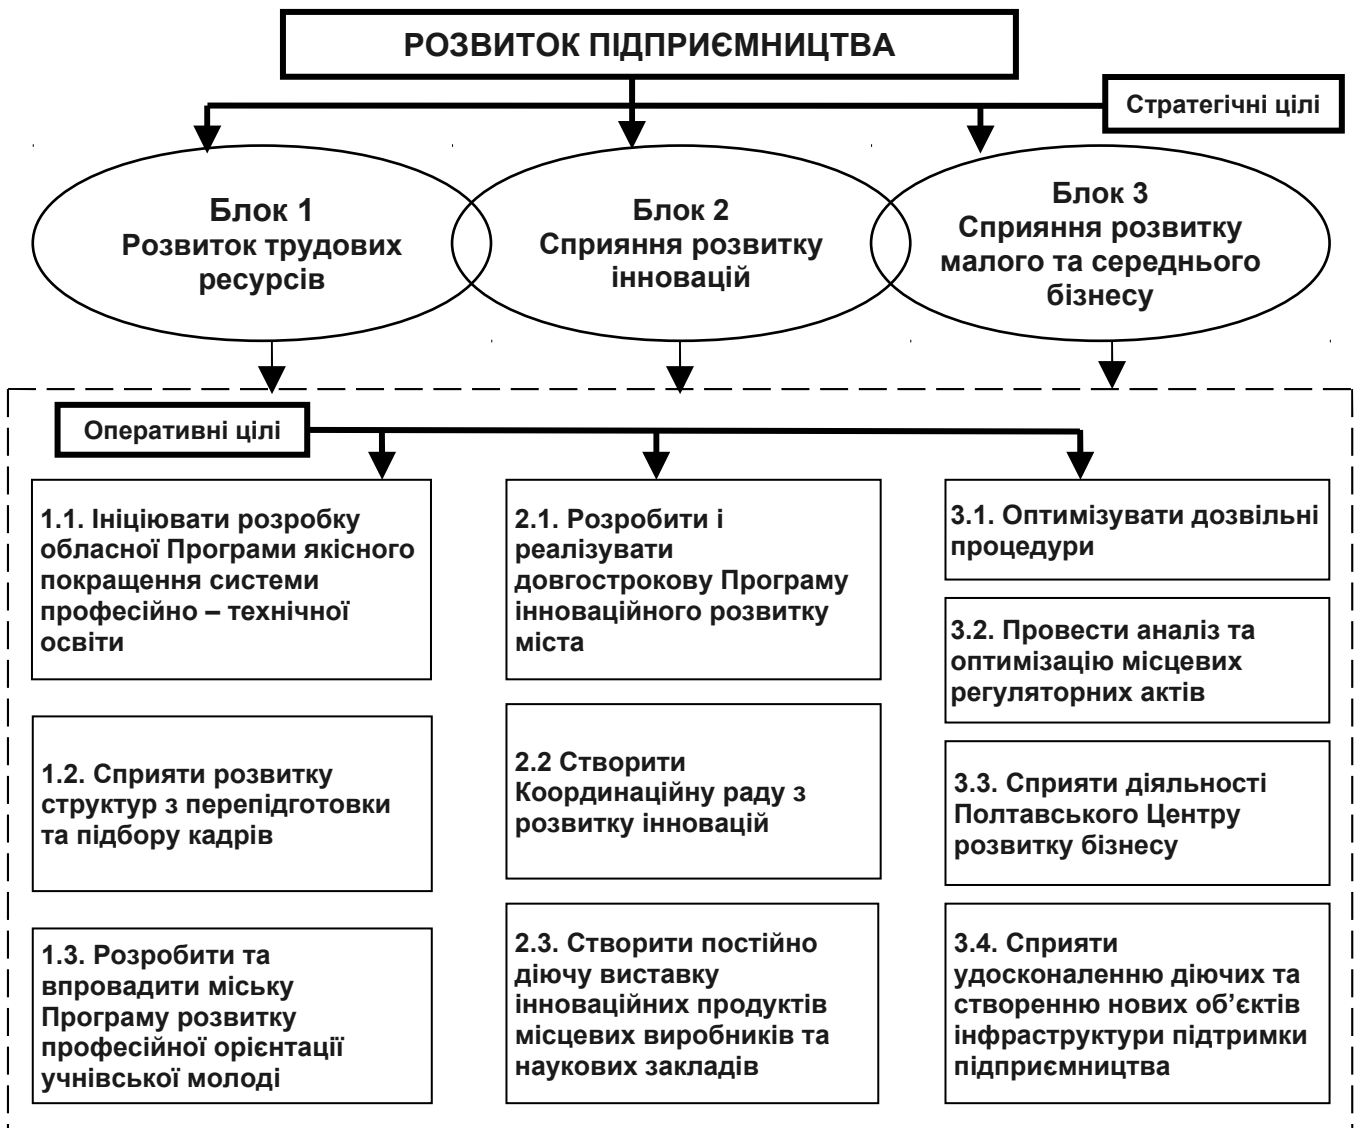 РОЗВИТОК ПІДПРИЄМНИЦТВА
Стратегічні цілі
Блок 1
Розвиток трудових
ресурсів
Блок 2
Сприяння розвитку
інновацій
Блок 3
Сприяння розвитку
малого та середнього
бізнесу
Оперативні цілі
1.1. Ініціювати розробку
обласної Програми якісного
покращення системи
професійно – технічної
освіти
1.2. Сприяти розвитку
структур з перепідготовки
та підбору кадрів
1.3. Розробити та
впровадити міську
Програму розвитку
професійної орієнтації
учнівської молоді
2.1. Розробити і
реалізувати
довгострокову Програму
інноваційного розвитку
міста
2.2 Створити
Координаційну раду з
розвитку інновацій
2.3. Створити постійно
діючу виставку
інноваційних продуктів
місцевих виробників та
наукових закладів
3.1. Оптимізувати дозвільні
процедури
3.2. Провести аналіз та
оптимізацію місцевих
регуляторних актів
3.3. Сприяти діяльності
Полтавського Центру
розвитку бізнесу
3.4. Сприяти
удосконаленню діючих та
створенню нових об’єктів
інфраструктури підтримки
підприємництва